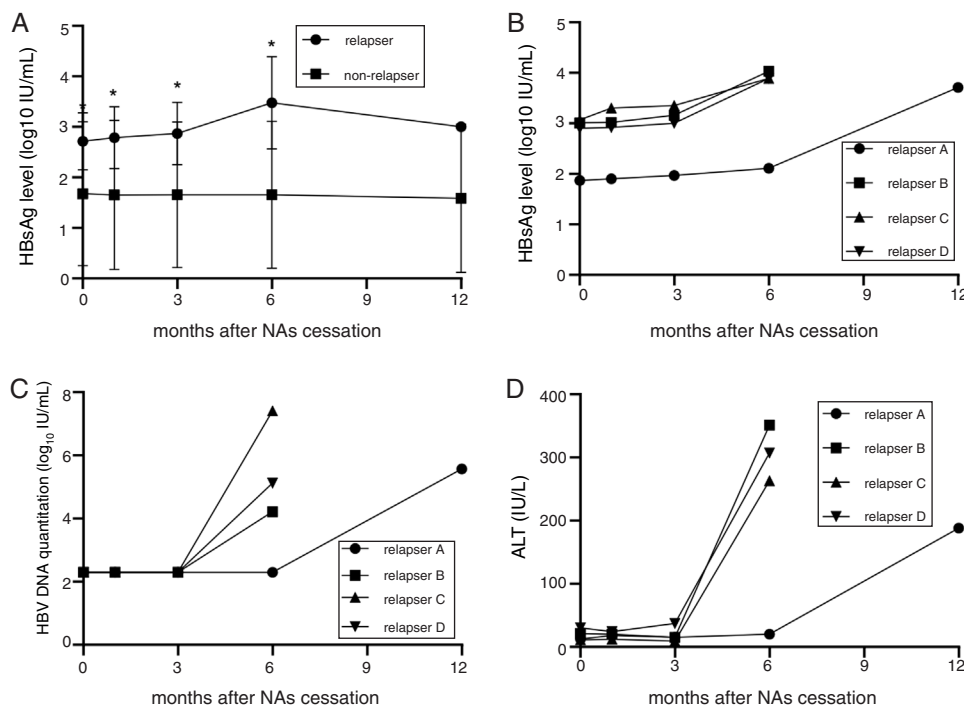 A
HBsAg level (log10 IU/mL)
5
4
3
2
1
0
* * * *
relapser
non-relapser
0 3 6 9 12
months after NAs cessation
B
HBsAg level (log10 IU/mL)
5
4
3
2
1
0
relapser A
relapser B
relapser C
relapser D
0 3 6 9 12
months after NAs cessation
C
HBV DNA quantitation (log₁₀ IU/mL)
8
6
4
2
0
relapser A
relapser B
relapser C
relapser D
0 3 6 9 12
months after NAs cessation
D
ALT (IU/L)
400
300
200
100
0
relapser A
relapser B
relapser C
relapser D
0 3 6 9 12
months after NAs cessation